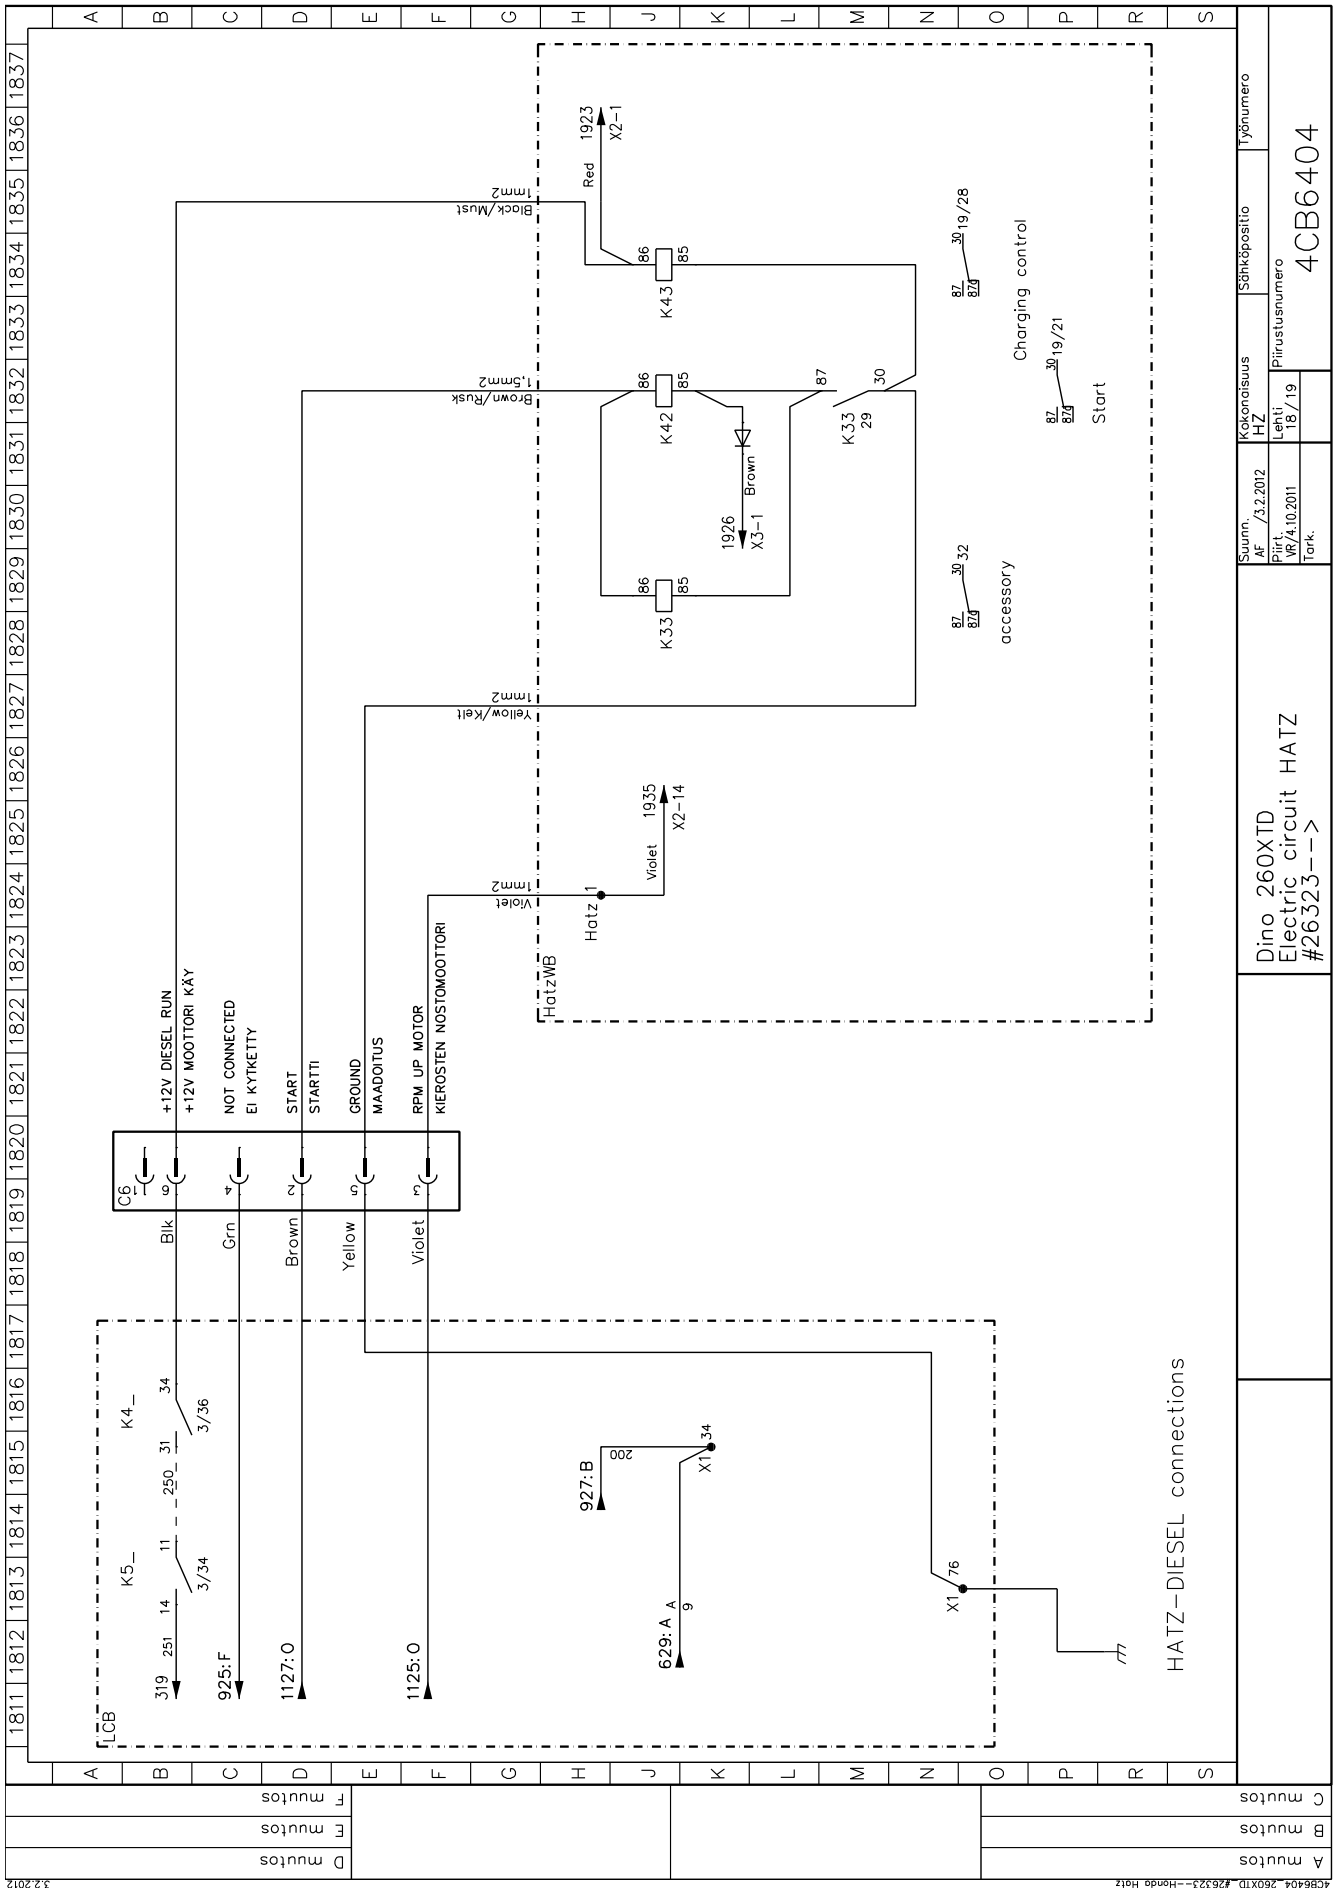 A B C D E F G H J K L M N O P R S
1811 1812 1813 1814 1815 1816 1817 1818 1819 1820 1821 1822 1823 1824 1825 1826 1827 1828 1829 1830 1831 1832 1833 1834 1835 1836 1837
A B C D E F G H J K L M N O P R S
LCB
319
251
14
K5_
11
3/34
250
31
K4_
34
3/36
Blk
925:F
Grn
1127:O
Brown
Yellow
1125:O
Violet
C6
1
6
4
2
5
3
+12V DIESEL RUN
+12V MOOTTORI KÄY
NOT CONNECTED
EI KYTKETTY
START
STARTTI
GROUND
MAADOITUS
RPM UP MOTOR
KIEROSTEN NOSTOMOOTTORI
927:B
200
629:A
A
9
X1
34
X1
76
HatzWB
Violet
1mm2
Yellow/Kelt
1mm2
Brown/Rusk
1,5mm2
Black/Must
1mm2
Hatz
1
Violet
1935
X2-14
K33
86
85
K42
86
85
K43
86
85
Red
1923
X2-1
1926
X3-1
Brown
87
K33
29
30
87
87a
30
32
accessory
87
87a
30
19/21
Start
87
87a
30
19/28
Charging control
HATZ-DIESEL connections
Dino 260XTD
Electric circuit HATZ
#26323--->
Suunn.
AF /3.2.2012
Piirt.
VR/4.10.2011
Tark.
Kokonaisuus
HZ
Lehti
18/19
Sähköpositio
Työnumero
Piirustusnumero
4CB6404
A muutos
B muutos
C muutos
D muutos
E muutos
F muutos
4CB6404_260XTD_#26323--Honda Hatz
3.2.2012